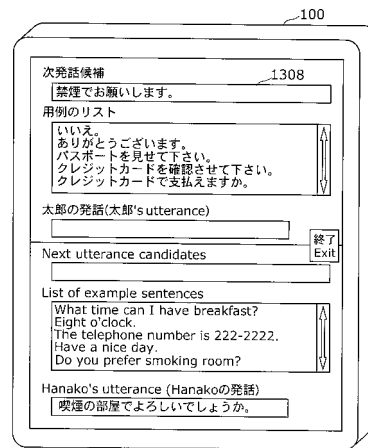 100
次発話候補
1308
禁煙でお願いします。
用例のリスト
いいえ。
ありがとうございます。
パスポートを見せて下さい。
クレジットカードを確認させて下さい。
クレジットカードで支払えますか。
太郎の発話(太郎's utterance)
終了
Exit
Next utterance candidates
List of example sentences
What time can I have breakfast?
Eight o'clock.
The telephone number is 222-2222.
Have a nice day.
Do you prefer smoking room?
Hanako's utterance (Hanakoの発話)
喫煙の部屋でよろしいでしょうか。